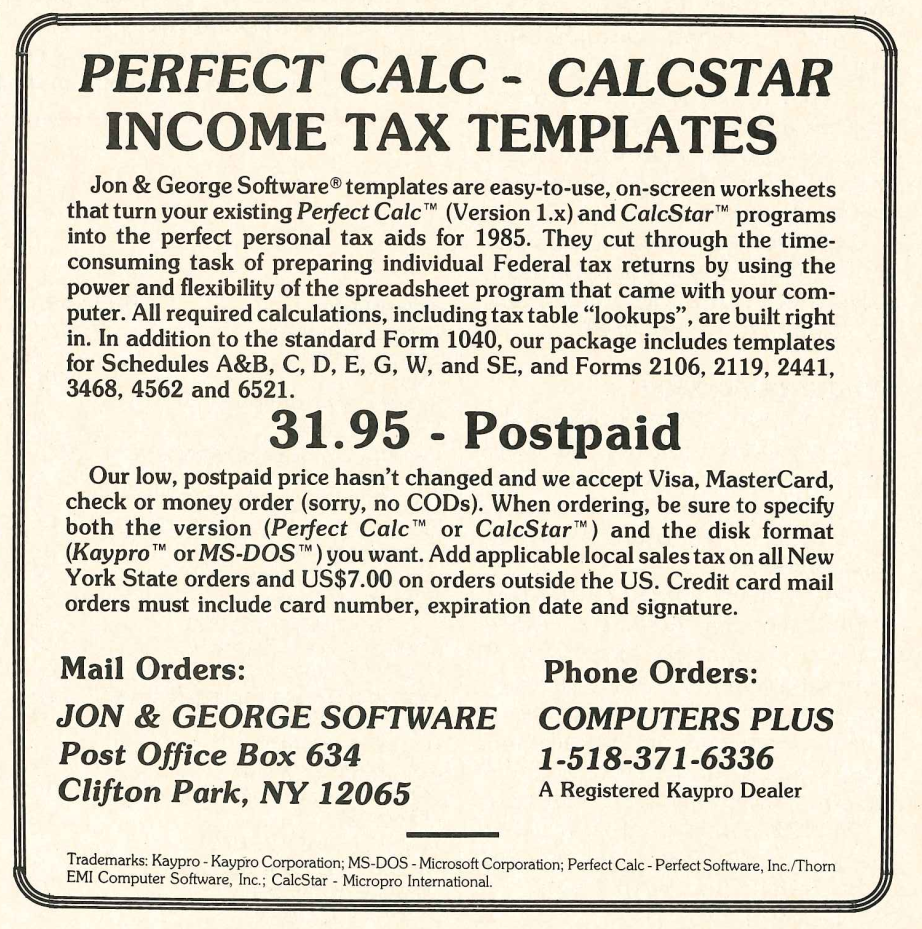 PERFECT CALC - CALCSTAR
INCOME TAX TEMPLATES
Jon & George Software® templates are easy-to-use, on-screen worksheets
that turn your existing Perfect Calc™ (Version 1.x) and CalcStar™ programs
into the perfect personal tax aids for 1985. They cut through the time-
consuming task of preparing individual Federal tax returns by using the
power and flexibility of the spreadsheet program that came with your com-
puter. All required calculations, including tax table “lookups”, are built right
in. In addition to the standard Form 1040, our package includes templates
for Schedules A&B, C, D, E, G, W, and SE, and Forms 2106, 2119, 2441,
3468, 4562 and 6521.
31.95 - Postpaid
Our low, postpaid price hasn't changed and we accept Visa, MasterCard,
check or money order (sorry, no CODs). When ordering, be sure to specify
both the version (Perfect Calc™ or CalcStar™) and the disk format
(Kaypro™ or MS-DOS™) you want. Add applicable local sales tax on all New
York State orders and US$7.00 on orders outside the US. Credit card mail
orders must include card number, expiration date and signature.
Mail Orders:
JON & GEORGE SOFTWARE
Post Office Box 634
Clifton Park, NY 12065
Phone Orders:
COMPUTERS PLUS
1-518-371-6336
A Registered Kaypro Dealer
Trademarks: Kaypro - Kaypro Corporation; MS-DOS - Microsoft Corporation; Perfect Calc - Perfect Software, Inc./Thorn
EMI Computer Software, Inc.; CalcStar - Micropro International.